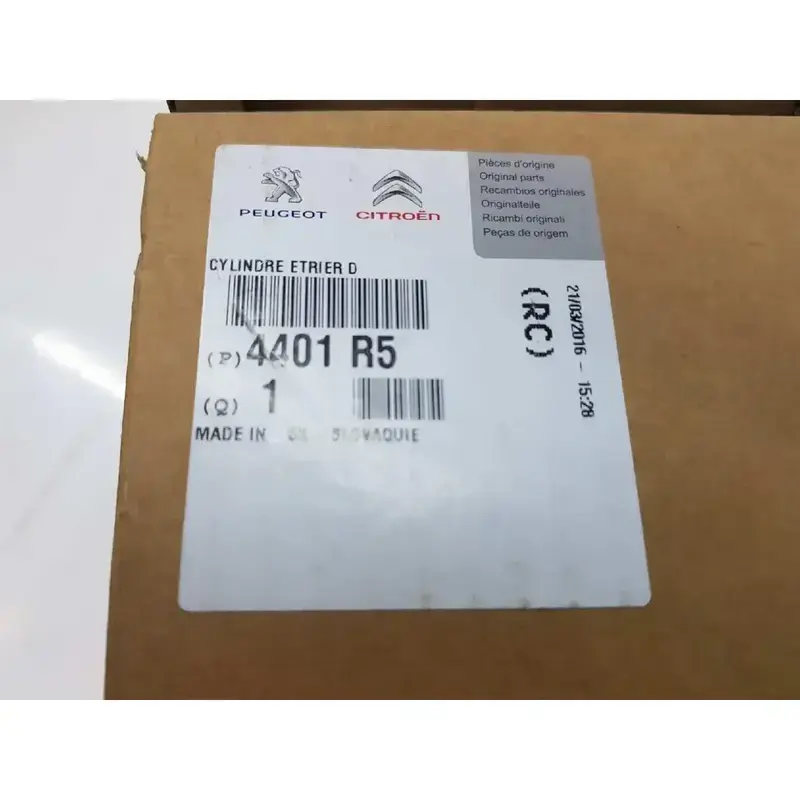 PEUGEOT
CITROËN
Pièces d'origine
Original parts
Recambios originales
Originalteile
Ricambi originali
Peças de origem
CYLINDRE ETRIER D
(P) 4401 R5
(Q) 1
MADE IN SLOVAQUIE
(RC)
21/03/2016 - 15:28